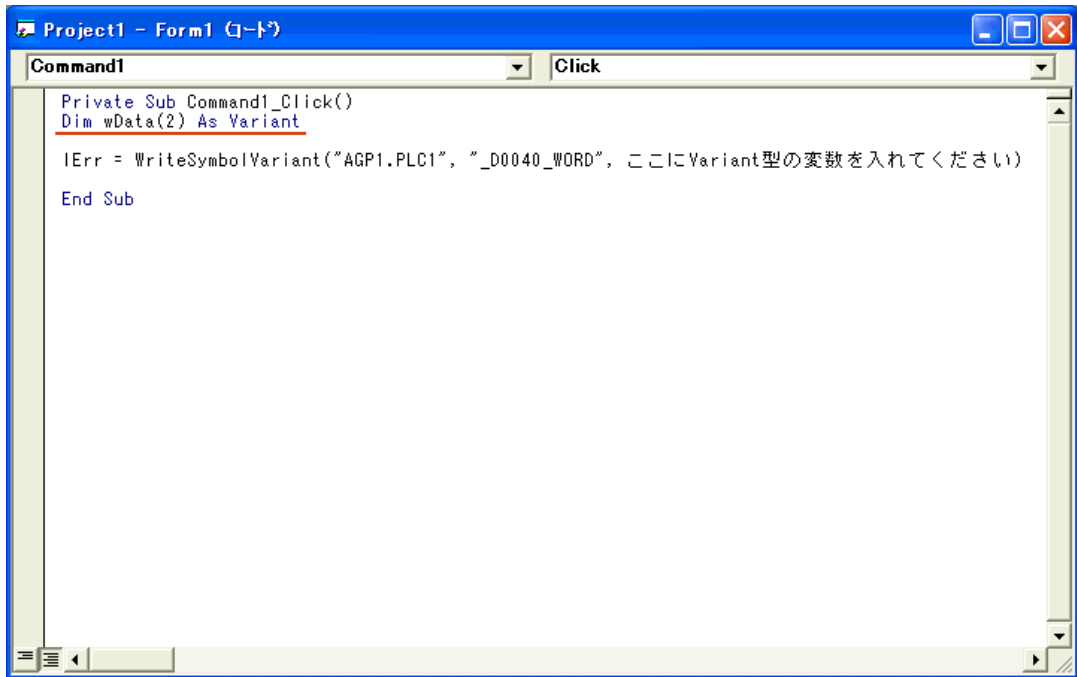 Project1 - Form1 (コード)
Command1
Click
Private Sub Command1_Click()
Dim wData(2) As Variant
lErr = WriteSymbolVariant("AGP1.PLC1", "_D0040_WORD", ここにVariant型の変数を入れてください)
End Sub